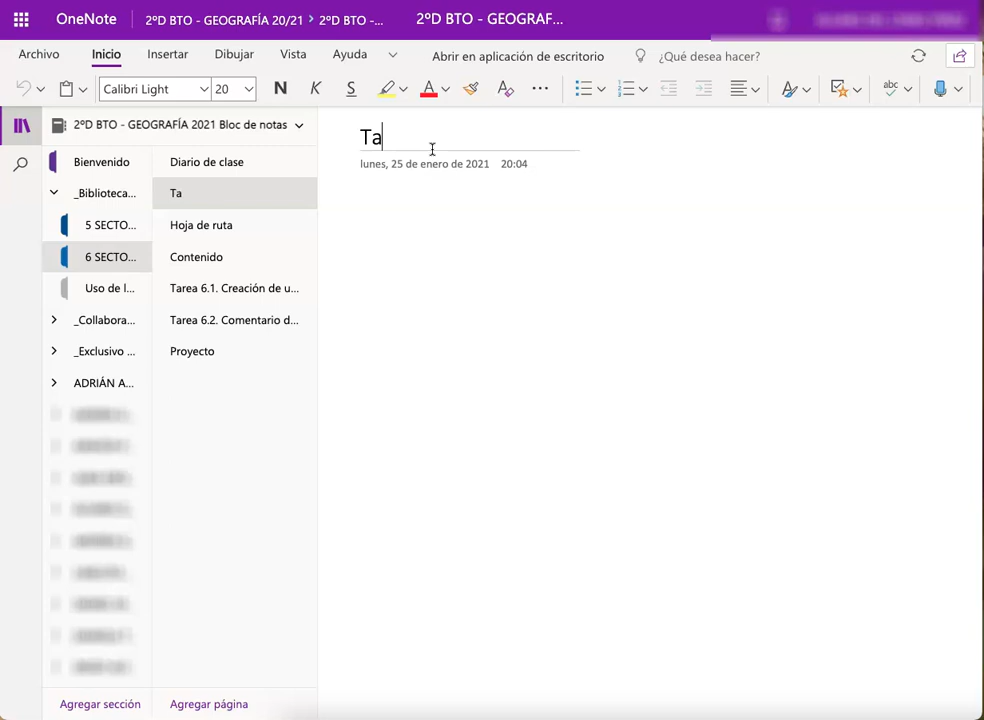 OneNote
2ºD BTO - GEOGRAFÍA 20/21 > 2ºD BTO -...
2ºD BTO - GEOGRAF...
Archivo
Inicio
Insertar
Dibujar
Vista
Ayuda
Abrir en aplicación de escritorio
¿Qué desea hacer?
Calibri Light
20
N
K
S
A
A
A
abc
2ºD BTO - GEOGRAFÍA 2021 Bloc de notas
Bienvenido
_Biblioteca...
5 SECTO...
6 SECTO...
Uso de l...
_Collabora...
_Exclusivo ...
ADRIÁN A...
Agregar sección
Diario de clase
Ta
Hoja de ruta
Contenido
Tarea 6.1. Creación de u...
Tarea 6.2. Comentario d...
Proyecto
Agregar página
Ta
lunes, 25 de enero de 2021 20:04